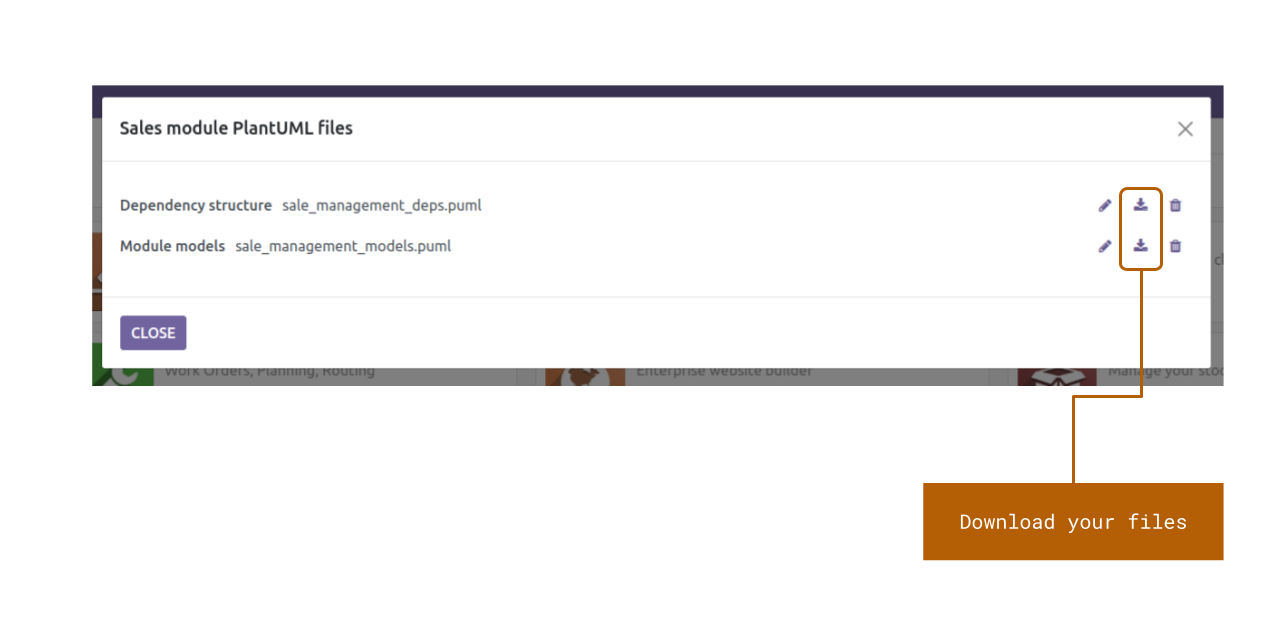 Sales module PlantUML files
Dependency structure sale_management_deps.puml
Module models sale_management_models.puml
CLOSE
Work Orders, Planning, Routing
Enterprise website builder
Manage your stoc
Download your files